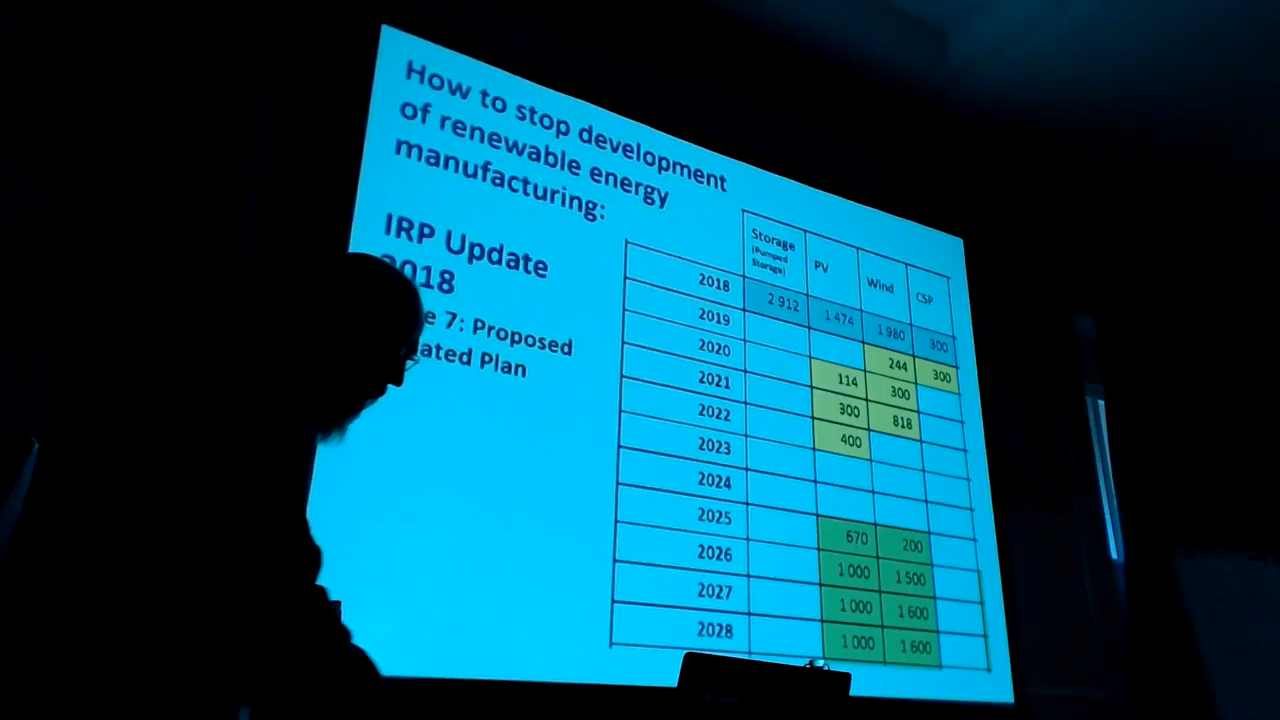 How to stop development
of renewable energy
manufacturing:
IRP Update
2018
7: Proposed
Plan
Storage (Pumped Storage) PV Wind CSP
2018 2 912 1 474 1 980 300
2019 244 300
2020 114 300
2021 300 818
2022 400
2023
2024
2025 670 200
2026 1 000 1 500
2027 1 000 1 600
2028 1 000 1 600